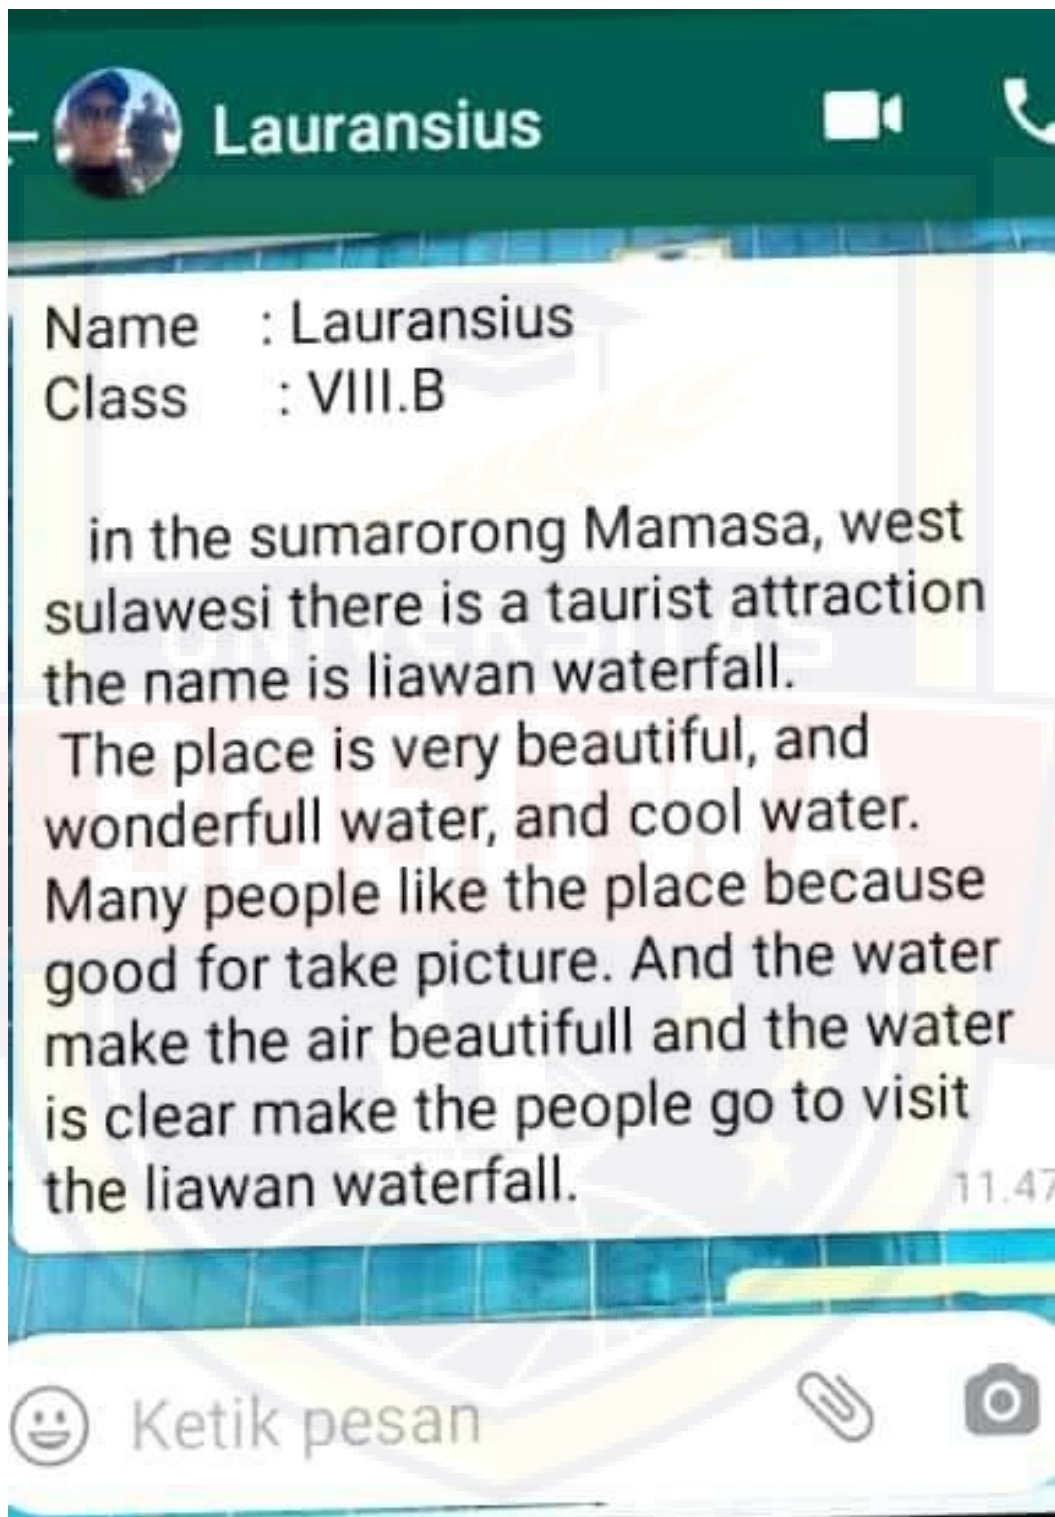 Lauransius
Name : Lauransius
Class : VIII.B
in the sumarorong Mamasa, west
sulawesi there is a taurist attraction
the name is liawan waterfall.
The place is very beautiful, and
wonderfull water, and cool water.
Many people like the place because
good for take picture. And the water
make the air beautifull and the water
is clear make the people go to visit
the liawan waterfall.
11.47
Ketik pesan
UNIVERSITAS
BOSOWA